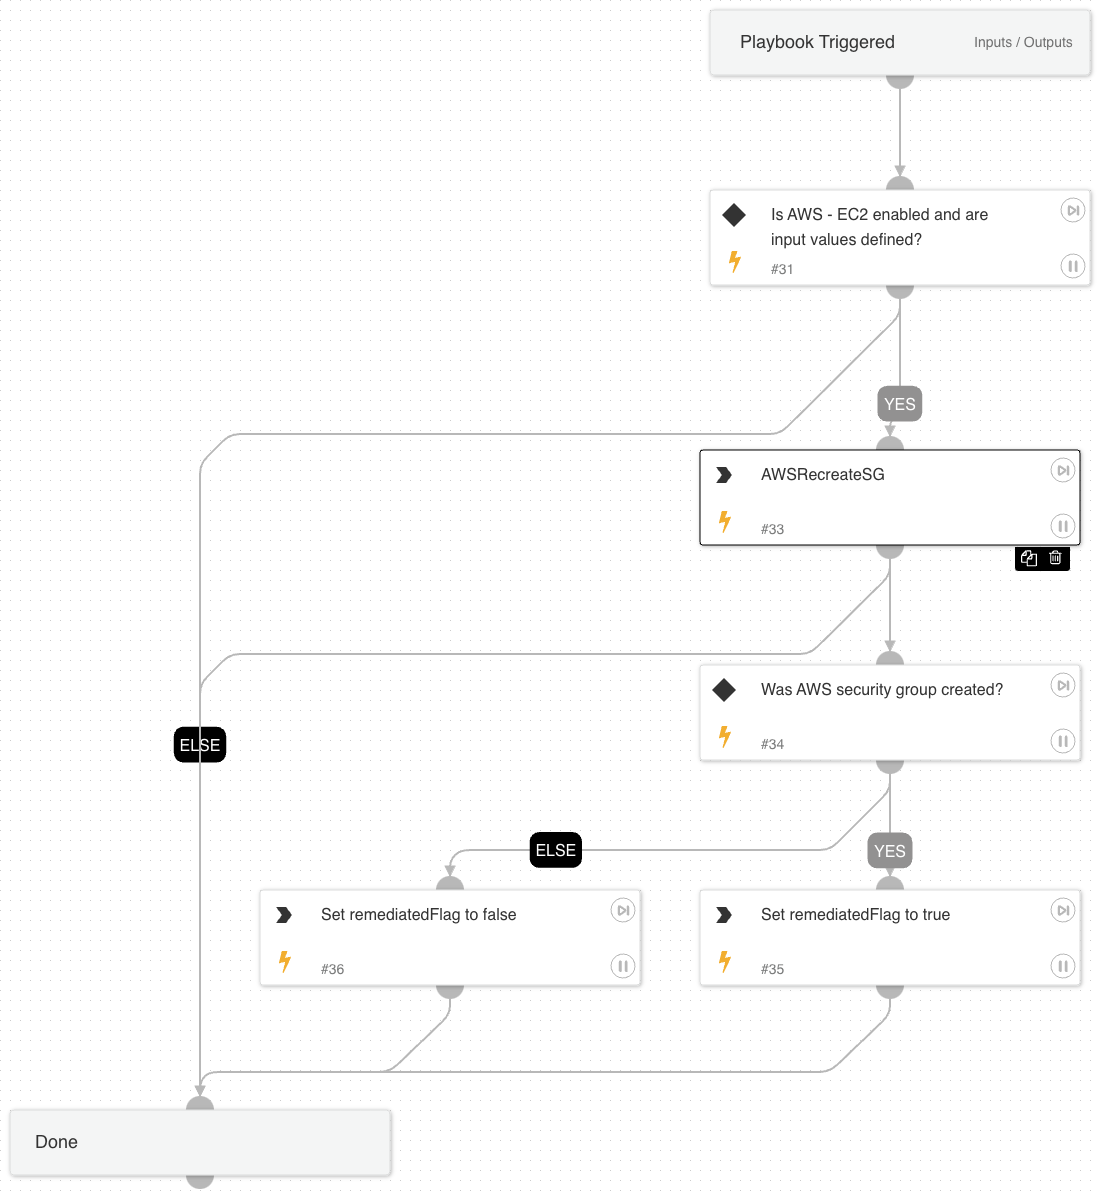 Playbook Triggered
Inputs / Outputs
Is AWS - EC2 enabled and are
input values defined?
#31
YES
AWSRecreateSG
#33
Was AWS security group created?
#34
ELSE
ELSE
YES
Set remediatedFlag to false
#36
Set remediatedFlag to true
#35
Done